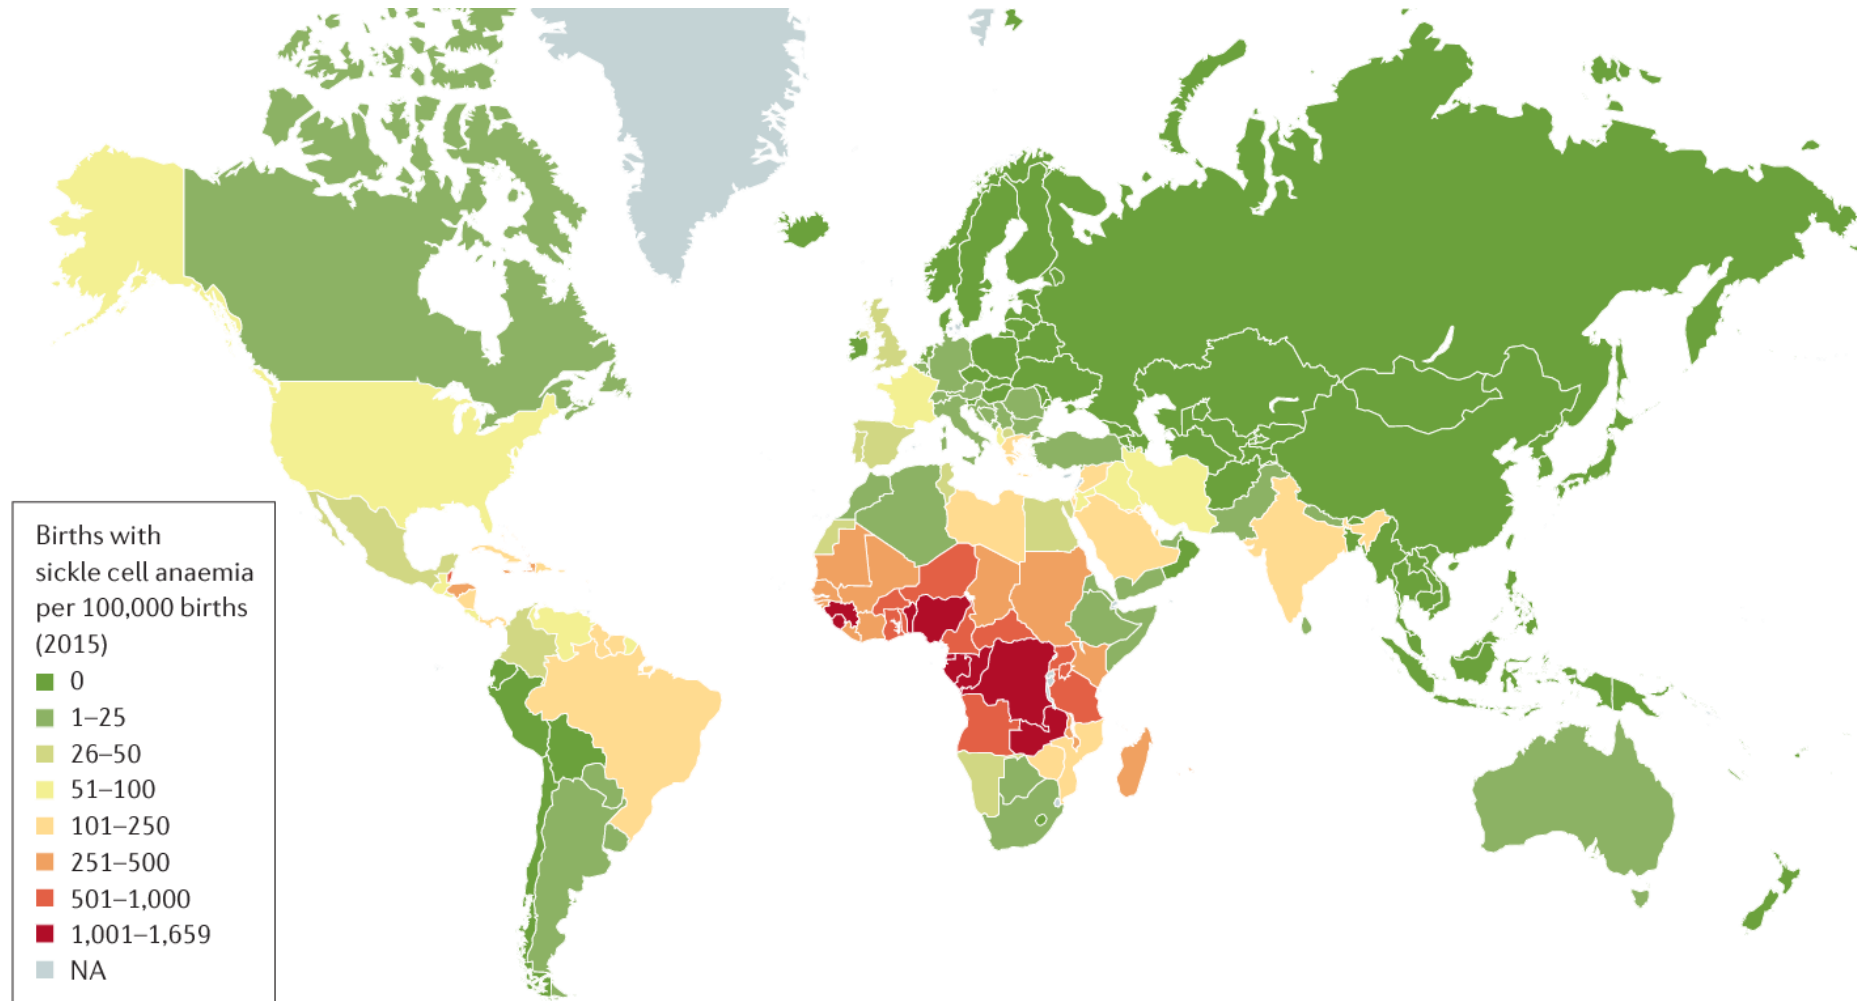 Births with
sickle cell anaemia
per 100,000 births
(2015)
0
1–25
26–50
51–100
101–250
251–500
501–1,000
1,001–1,659
NA